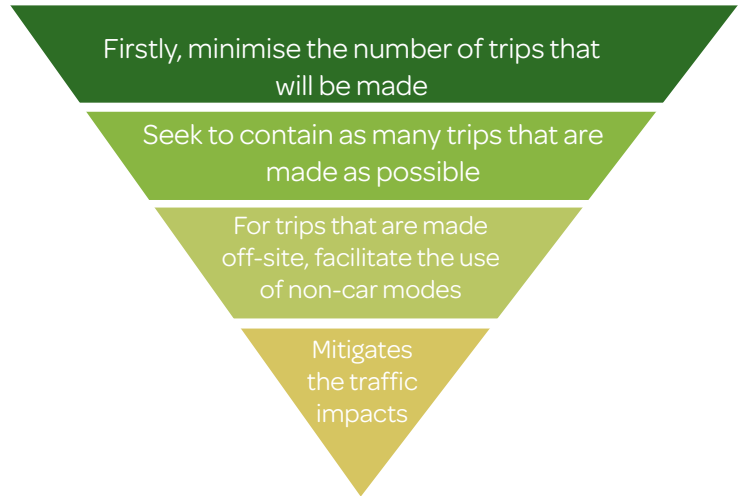 Firstly, minimise the number of trips that
will be made
Seek to contain as many trips that are
made as possible
For trips that are made
off-site, facilitate the use
of non-car modes
Mitigates
the traffic
impacts